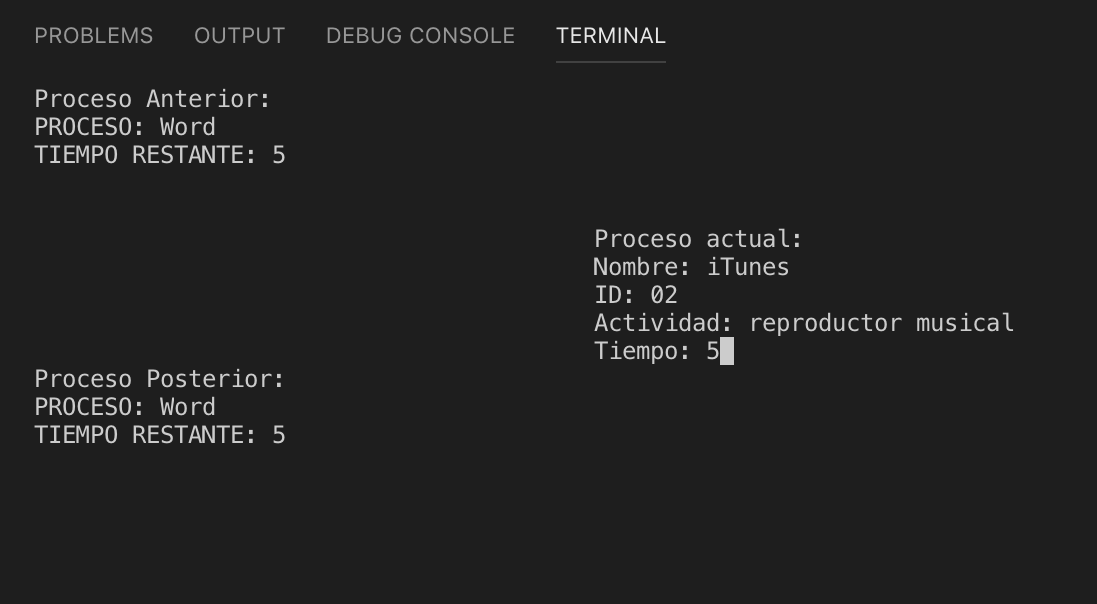 PROBLEMS OUTPUT DEBUG CONSOLE TERMINAL
Proceso Anterior:
PROCESO: Word
TIEMPO RESTANTE: 5
Proceso actual:
Nombre: iTunes
ID: 02
Actividad: reproductor musical
Tiempo: 5
Proceso Posterior:
PROCESO: Word
TIEMPO RESTANTE: 5